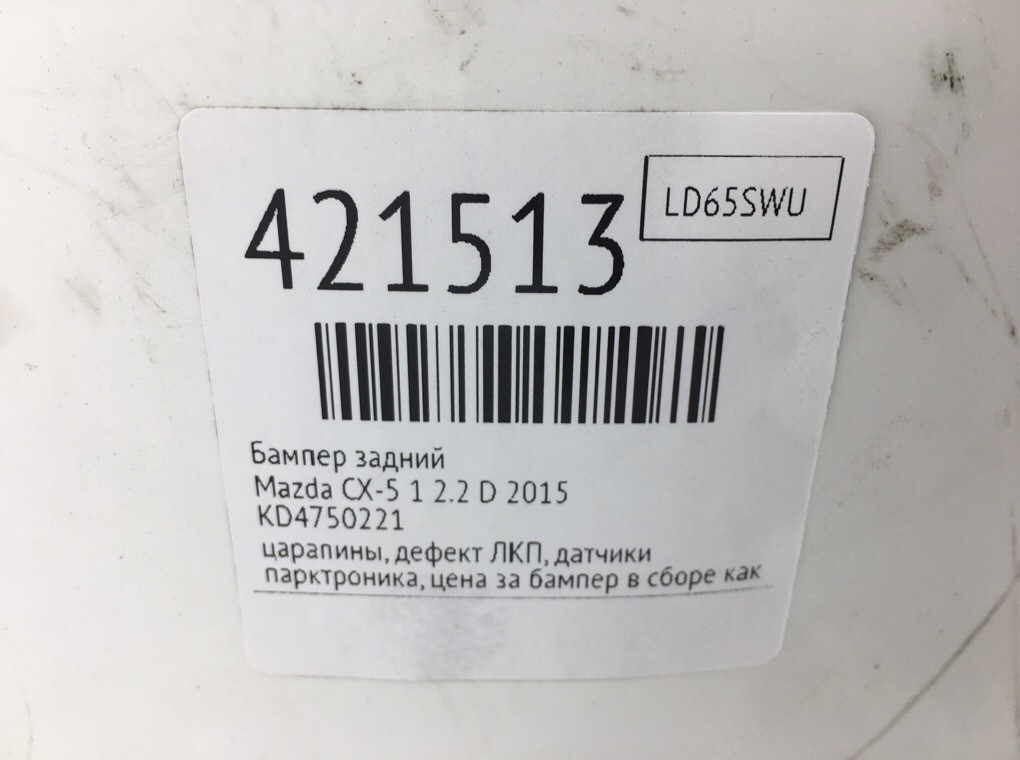 421513
LD65SWU
Бампер задний
Mazda CX-5 1 2.2 D 2015
KD4750221
царапины, дефект ЛКП, датчики
парктроника, цена за бампер в сборе как